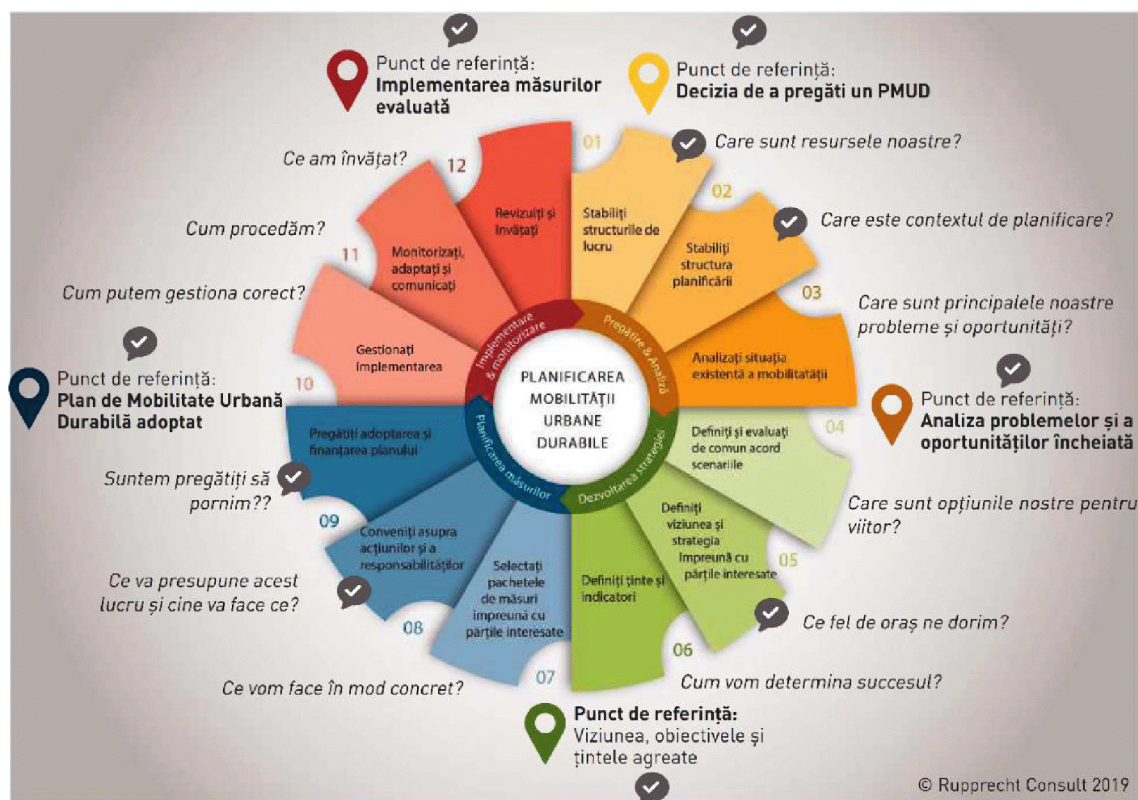 Punct de referință:
Implementarea măsurilor
evaluată
Punct de referință:
Decizia de a pregăti un PMUD
01
Stabiliți
structurile de
lucru
Care sunt resursele noastre?
02
Stabiliți
structura
planificării
Care este contextul de planificare?
03
Analizați situația
existentă a mobilitatății
Care sunt principalele noastre
probleme și oportunități?
Punct de referință:
Analiza problemelor și a
oportunităților încheiată
04
Definiți și evaluați
de comun acord
scenariile
Care sunt opțiunile nostre pentru
viitor?
05
Definiți
viziunea și
strategia
împreună cu
părțile interesate
Ce fel de oraș ne dorim?
06
Definiți ținte și
indicatori
Cum vom determina succesul?
Punct de referință:
Viziunea, obiectivele și
țintele agreate
07
Selectați
pachetele
de măsuri
împreună cu
părțile interesate
Ce vom face în mod concret?
08
Conveniți asupra
acțiunilor și a
responsabilităților
Ce va presupune acest
lucru și cine va face ce?
09
Pregătiți adoptarea și
finanțarea planului
Suntem pregătiți să
pornim??
Punct de referință:
Plan de Mobilitate Urbană
Durabilă adoptat
10
Gestionați
implementarea
Cum putem gestiona corect?
11
Monitorizați,
adaptați și
comunicați
Cum procedăm?
12
Revizuiți și
învățați
Ce am învățat?
Pregătire & Analiză
Dezvoltarea strategiei
Planificarea măsurilor
Implementare
& monitorizare
PLANIFICAREA
MOBILITĂȚII
URBANE
DURABILE
© Rupprecht Consult 2019